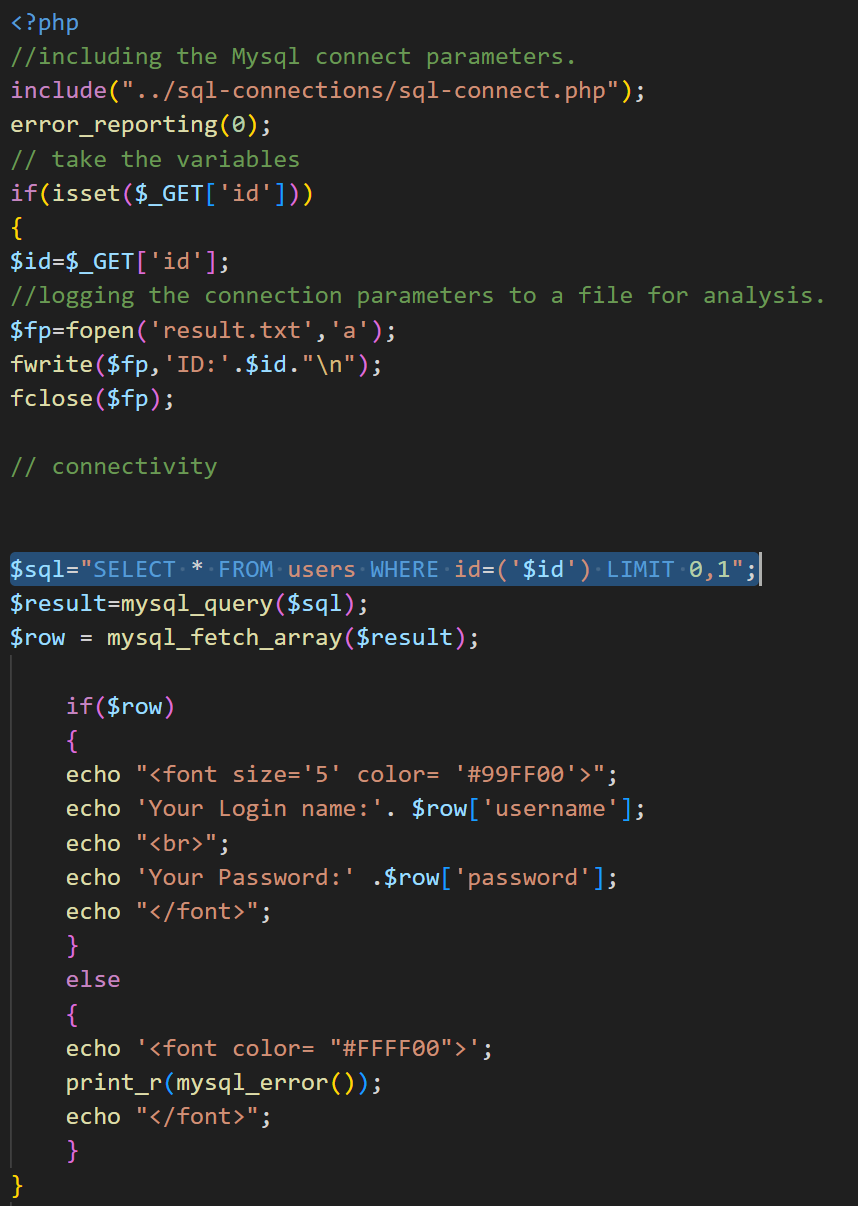 <?php
//including the Mysql connect parameters.
include("../sql-connections/sql-connect.php");
error_reporting(0);
// take the variables
if(isset($_GET['id']))
{
$id=$_GET['id'];
//logging the connection parameters to a file for analysis.
$fp=fopen('result.txt','a');
fwrite($fp,'ID:'.$id."\n");
fclose($fp);
// connectivity
$sql="SELECT * FROM users WHERE id=('$id') LIMIT 0,1";
$result=mysql_query($sql);
$row = mysql_fetch_array($result);
if($row)
{
echo "<font size='5' color= '#99FF00'>";
echo 'Your Login name:'. $row['username'];
echo "<br>";
echo 'Your Password:' .$row['password'];
echo "</font>";
}
else
{
echo '<font color= "#FFFF00">';
print_r(mysql_error());
echo "</font>";
}
}